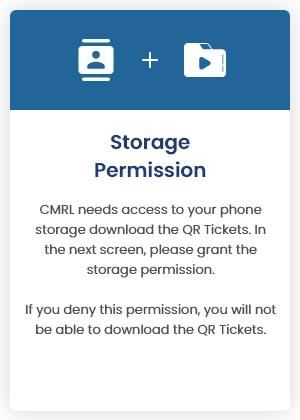 Storage
Permission
CMRL needs access to your phone
storage download the QR Tickets. In
the next screen, please grant the
storage permission.
If you deny this permission, you will not
be able to download the QR Tickets.